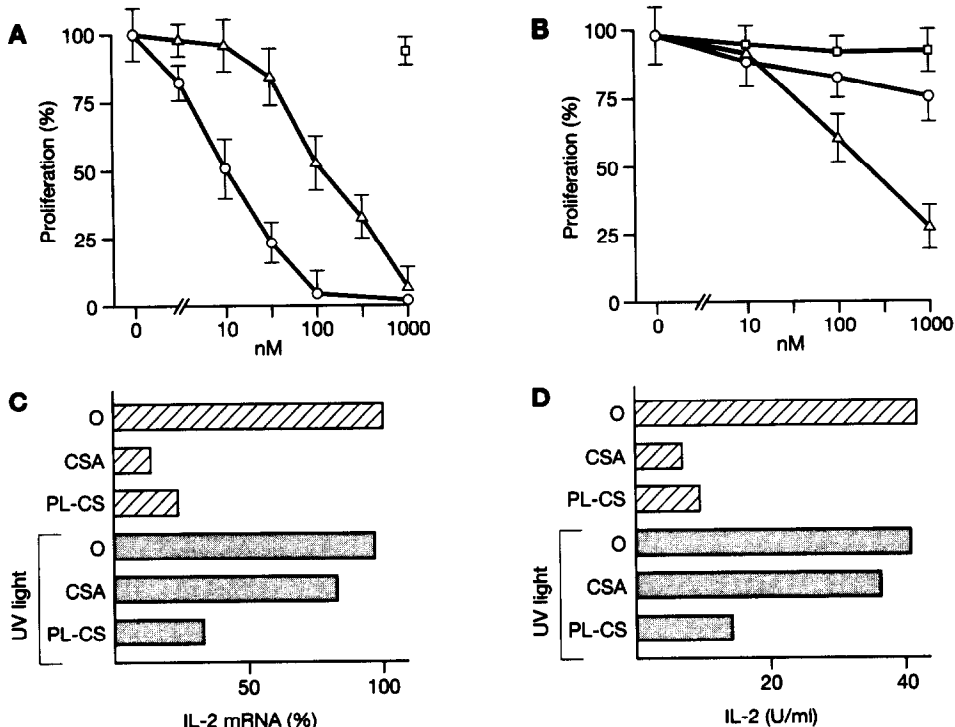 A
Proliferation (%)
100
75
50
25
0
0
10
100
1000
nM
B
Proliferation (%)
100
75
50
25
0
0
10
100
1000
nM
C
O
CSA
PL-CS
UV light
O
CSA
PL-CS
50
100
IL-2 mRNA (%)
D
O
CSA
PL-CS
UV light
O
CSA
PL-CS
20
40
IL-2 (U/ml)